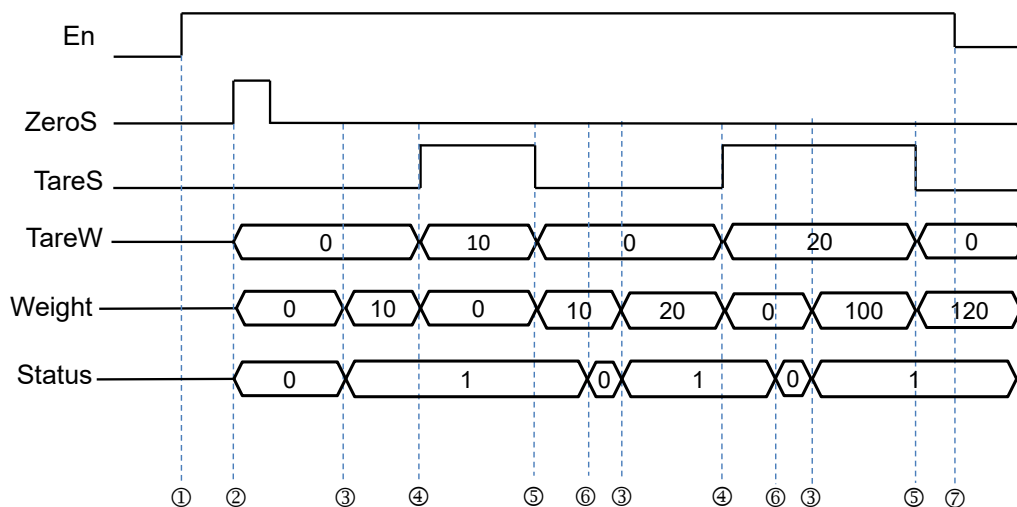 En
ZeroS
TareS
TareW 0 10 0 20 0
Weight 0 10 0 10 20 0 100 120
Status 0 1 0 1 0 1
① ② ③ ④ ⑤ ⑥ ③ ④ ⑥ ③ ⑤ ⑦